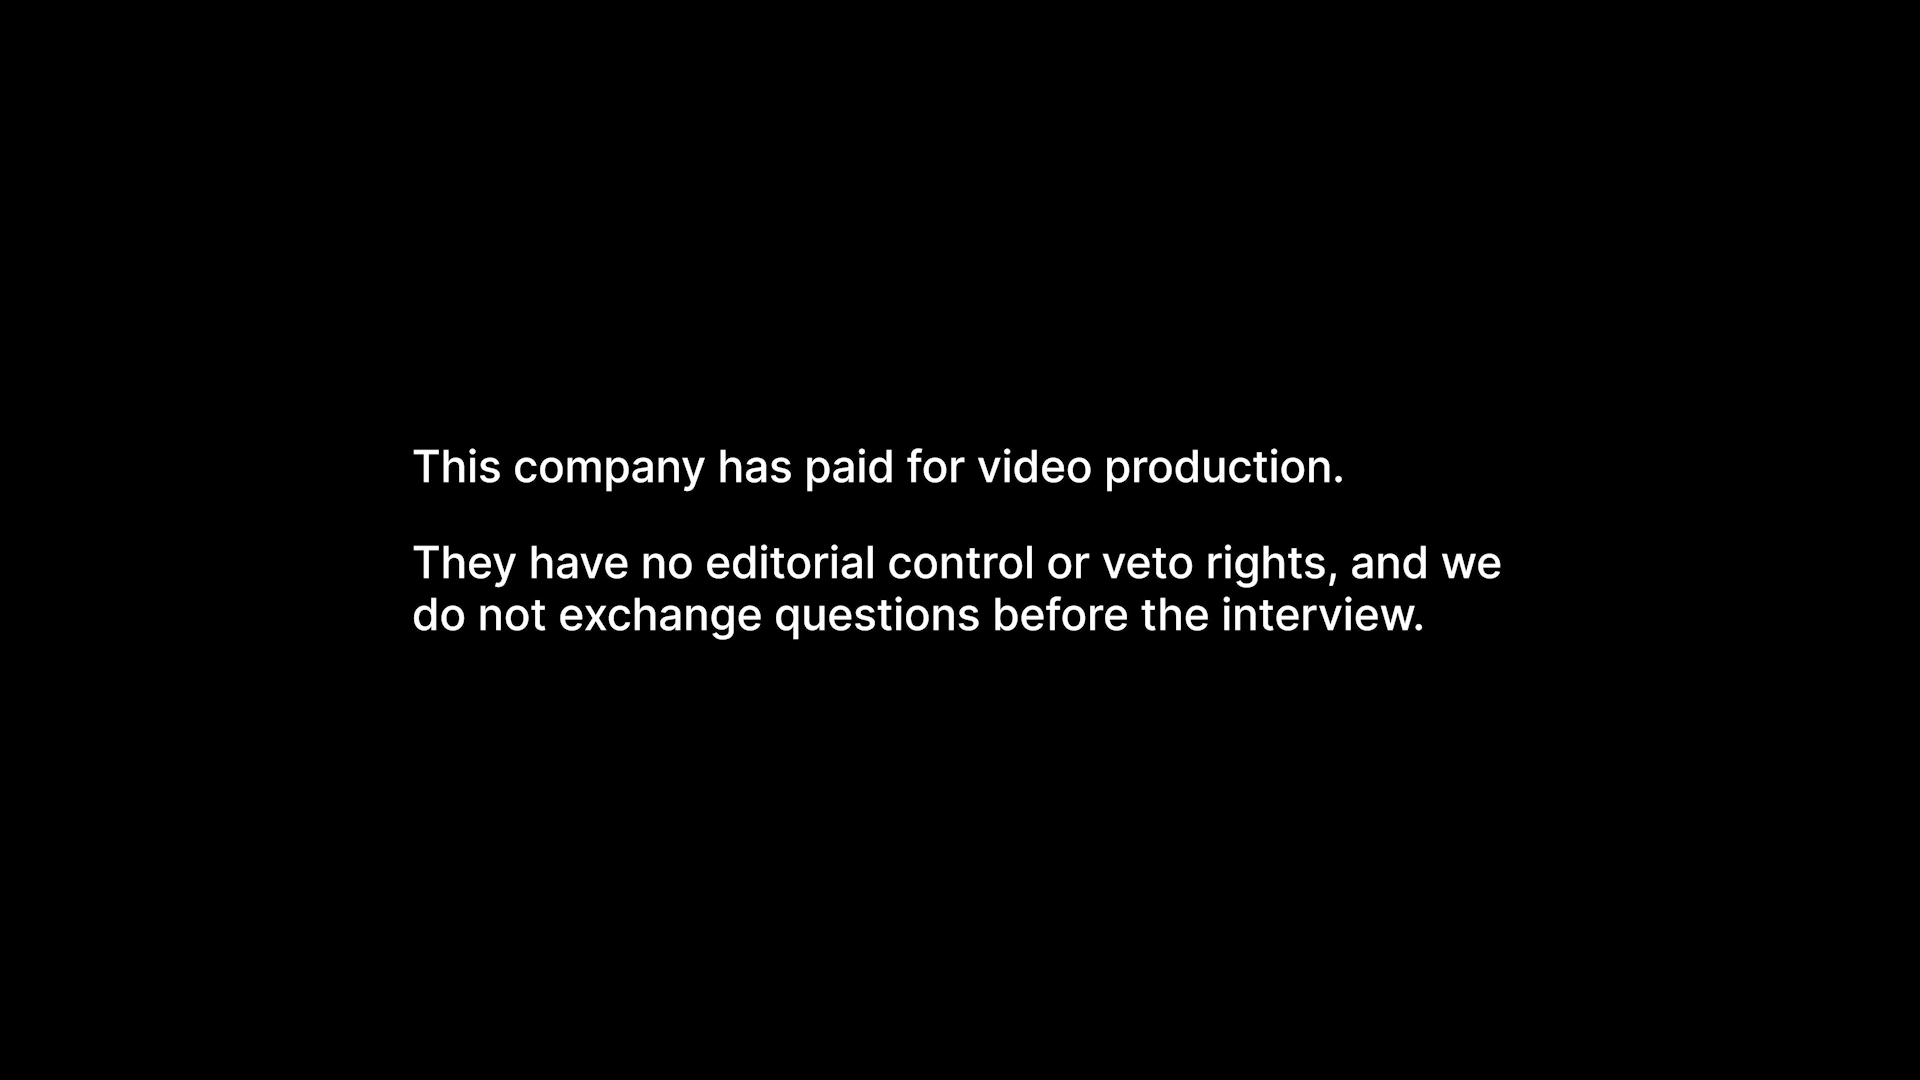 This company has paid for video production.
They have no editorial control or veto rights, and we
do not exchange questions before the interview.